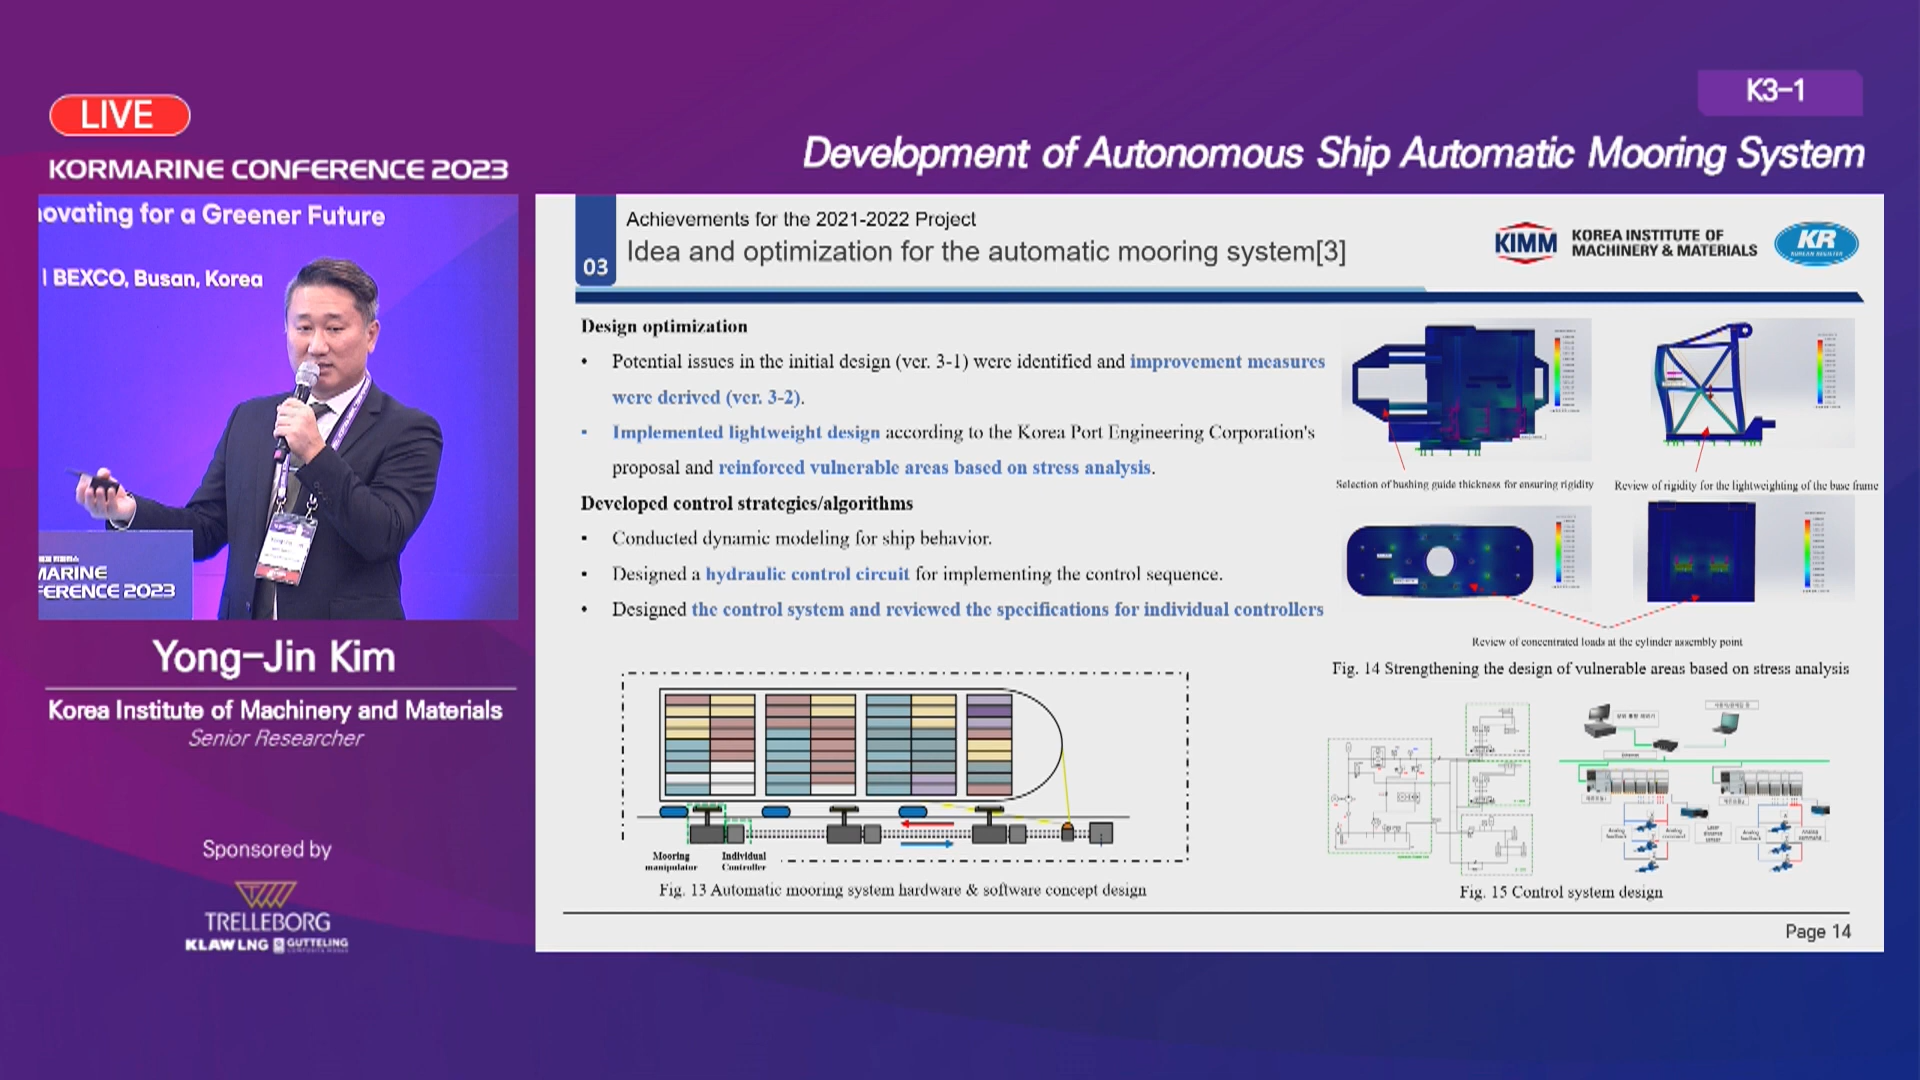 LIVE
KORMARINE CONFERENCE 2023
K3-1
Development of Autonomous Ship Automatic Mooring System
ovating for a Greener Future
BEXCO, Busan, Korea
MARINE
FERENCE 2023
Yong-Jin Kim
Korea Institute of Machinery and Materials
Senior Researcher
Sponsored by
TRELLEBORG
KLAW LNG GUTTELING
03
Achievements for the 2021-2022 Project
Idea and optimization for the automatic mooring system[3]
KIMM
KOREA INSTITUTE OF
MACHINERY & MATERIALS
KR
KOREAN REGISTER
Design optimization
• Potential issues in the initial design (ver. 3-1) were identified and improvement measures
were derived (ver. 3-2).
▪ Implemented lightweight design according to the Korea Port Engineering Corporation's
proposal and reinforced vulnerable areas based on stress analysis.
Developed control strategies/algorithms
▪ Conducted dynamic modeling for ship behavior.
▪ Designed a hydraulic control circuit for implementing the control sequence.
• Designed the control system and reviewed the specifications for individual controllers
Mooring
manipulator
Individual
Controller
Fig. 13 Automatic mooring system hardware & software concept design
Selection of bushing guide thickness for ensuring rigidity
Review of rigidity for the lightweighting of the base frame
Review of concentrated loads at the cylinder assembly point
Fig. 14 Strengthening the design of vulnerable areas based on stress analysis
Fig. 15 Control system design
Page 14